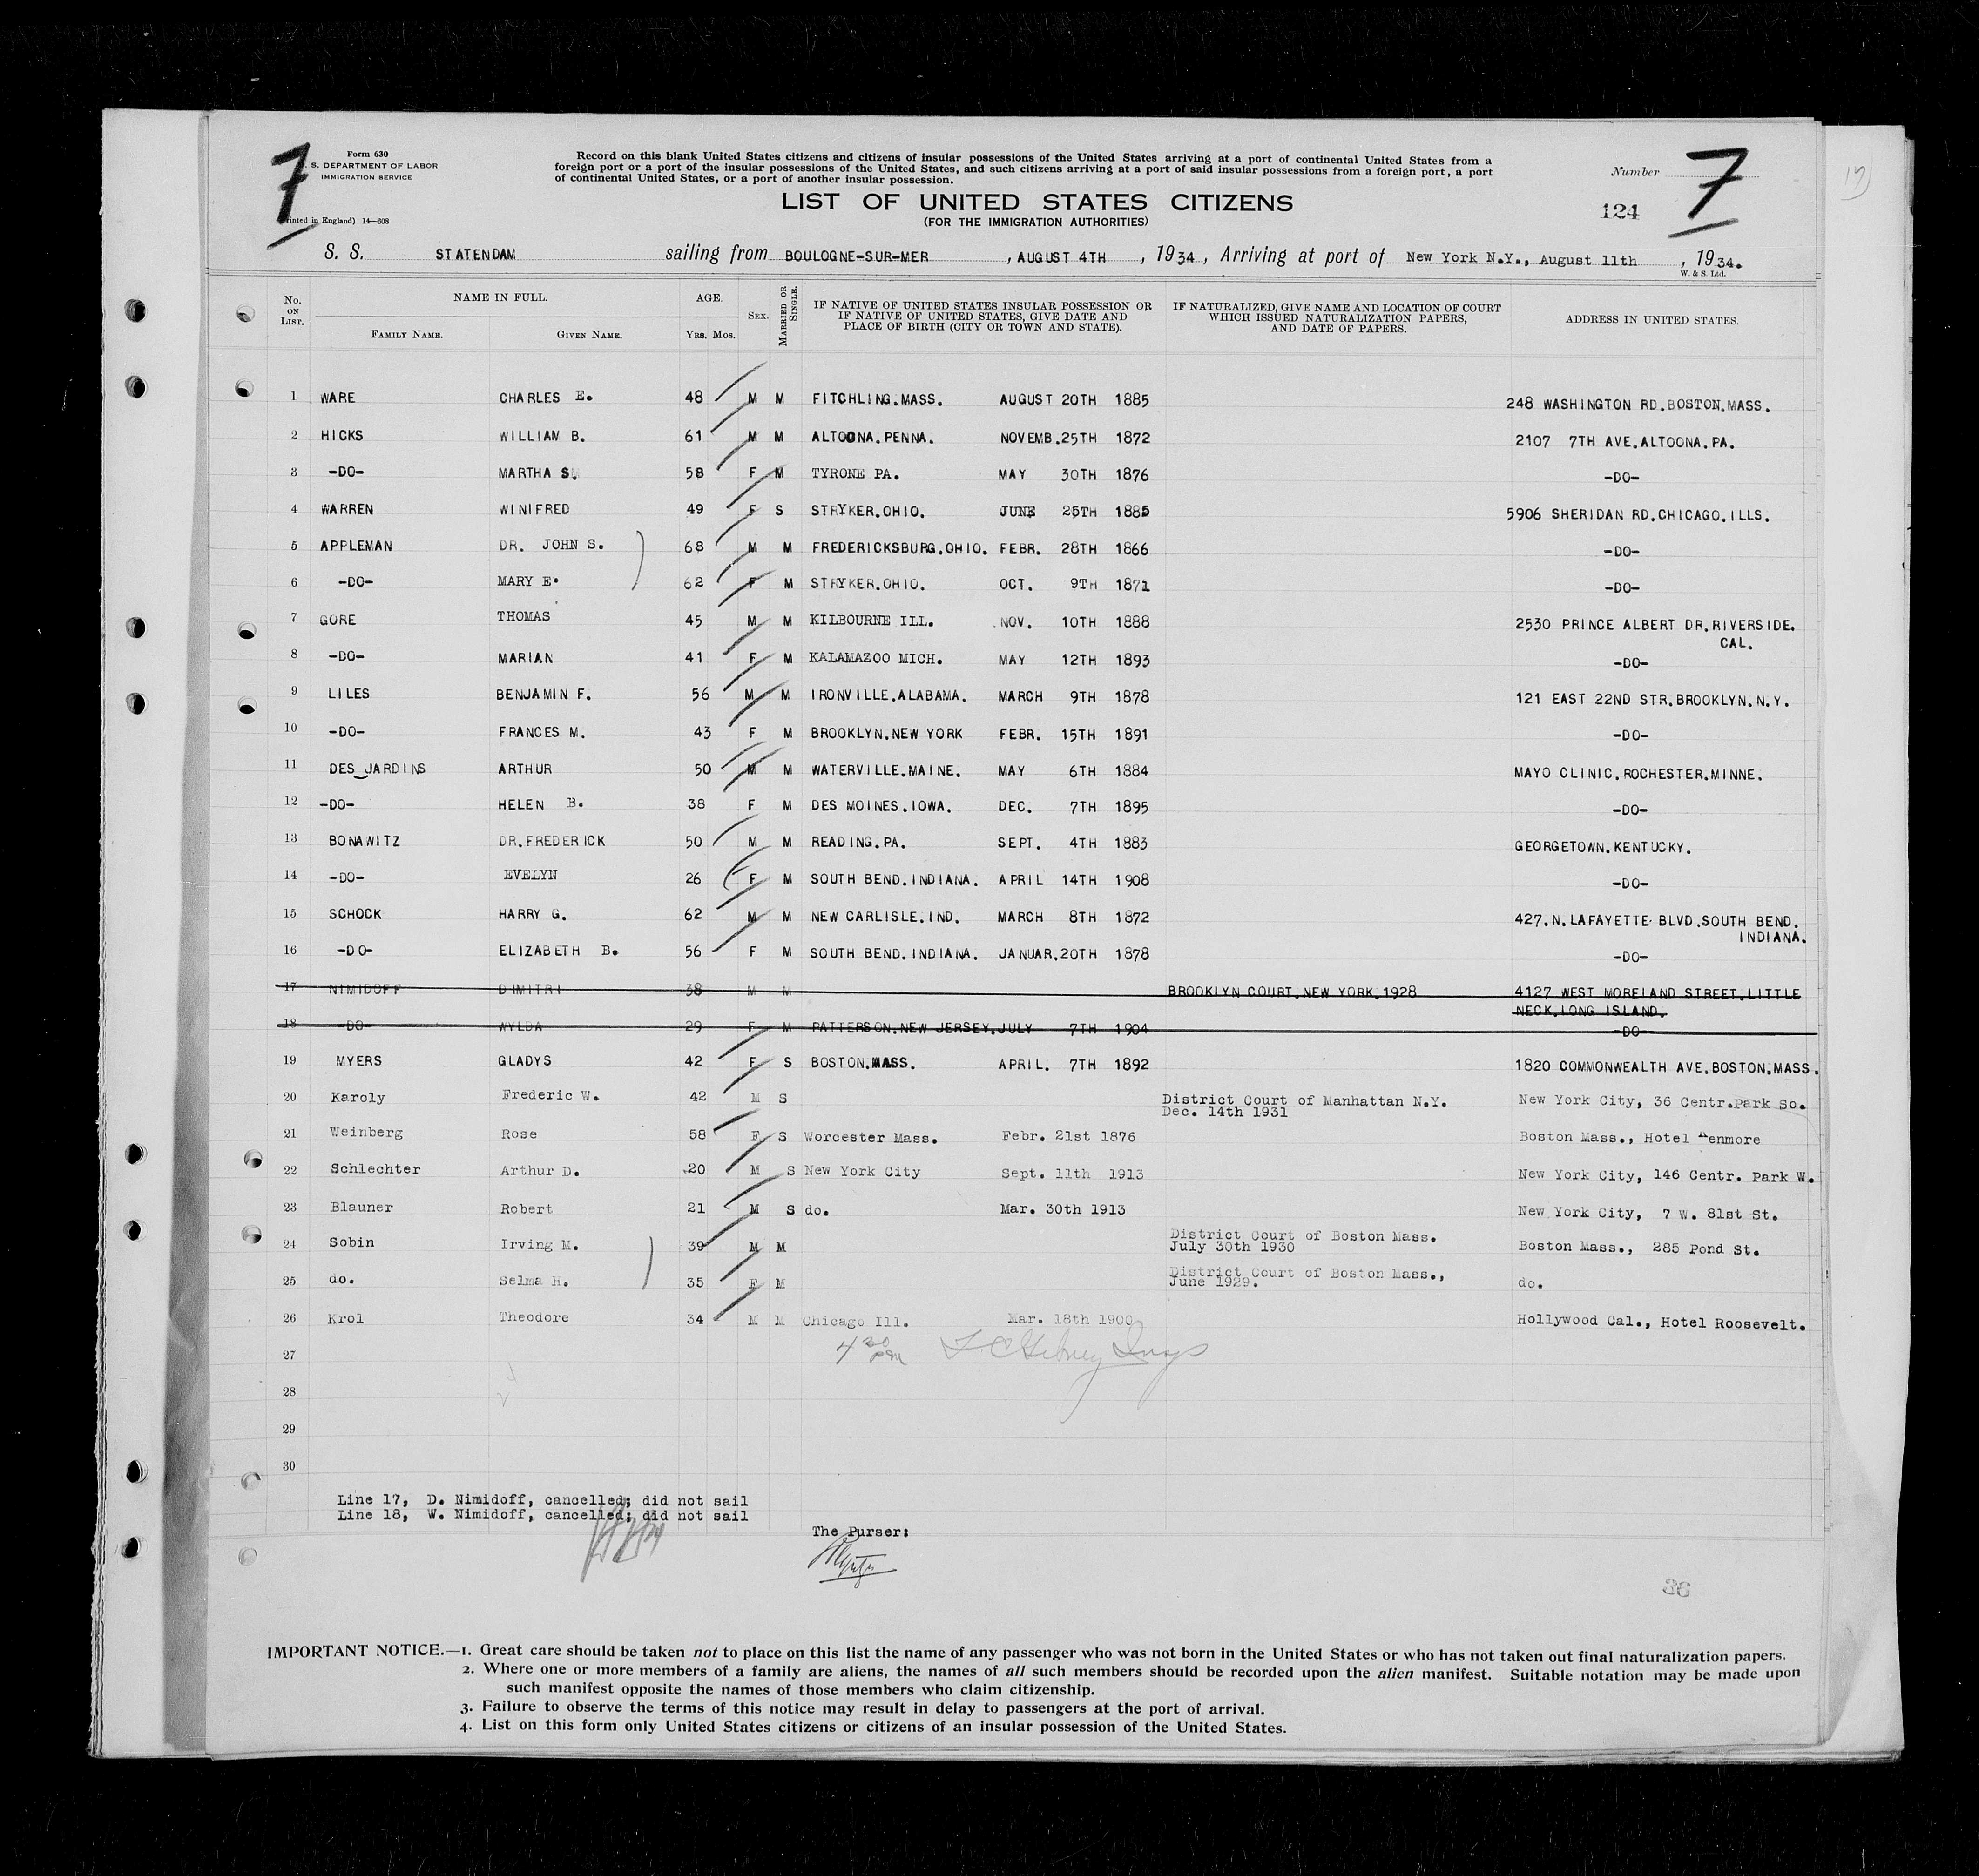 7
Form 630
S. DEPARTMENT OF LABOR
IMMIGRATION SERVICE
inted in England) 14—608
Record on this blank United States citizens and citizens of insular possessions of the United States arriving at a port of continental United States from a
foreign port or a port of the insular possessions of the United States, and such citizens arriving at a port of said insular possessions from a foreign port, a port
of continental United States, or a port of another insular possession.
LIST OF UNITED STATES CITIZENS
(FOR THE IMMIGRATION AUTHORITIES)
Number 7
124
S. S. STATENDAM sailing from BOULOGNE-SUR-MER, AUGUST 4TH, 1934, Arriving at port of New York N.Y., August 11th, 1934.
W. & S. Ltd.
No. ON LIST. NAME IN FULL. FAMILY NAME. GIVEN NAME. AGE. YRS. MOS. SEX. MARRIED OR SINGLE. IF NATIVE OF UNITED STATES INSULAR POSSESSION OR IF NATIVE OF UNITED STATES, GIVE DATE AND PLACE OF BIRTH (CITY OR TOWN AND STATE). IF NATURALIZED, GIVE NAME AND LOCATION OF COURT WHICH ISSUED NATURALIZATION PAPERS, AND DATE OF PAPERS. ADDRESS IN UNITED STATES.
1 WARE CHARLES E. 48 M M FITCHLING.MASS. AUGUST 20TH 1885 248 WASHINGTON RD.BOSTON.MASS.
2 HICKS WILLIAM B. 61 M M ALTOONA.PENNA. NOVEMB.25TH 1872 2107 7TH AVE.ALTOONA.PA.
3 -DO- MARTHA S. 58 F M TYRONE PA. MAY 30TH 1876 -DO-
4 WARREN WINIFRED 49 F S STRYKER.OHIO. JUNE 25TH 1885 5906 SHERIDAN RD.CHICAGO.ILLS.
5 APPLEMAN DR. JOHN S. 68 M M FREDERICKSBURG.OHIO. FEBR. 28TH 1866 -DO-
6 -DO- MARY E. 62 F M STRYKER.OHIO. OCT. 9TH 1871 -DO-
7 GORE THOMAS 45 M M KILBOURNE ILL. NOV. 10TH 1888 2530 PRINCE ALBERT DR.RIVERSIDE.
CAL.
8 -DO- MARIAN 41 F M KALAMAZOO MICH. MAY 12TH 1893 -DO-
9 LILES BENJAMIN F. 56 M M IRONVILLE.ALABAMA. MARCH 9TH 1878 121 EAST 22ND STR.BROOKLYN.N.Y.
10 -DO- FRANCES M. 43 F M BROOKLYN.NEW YORK FEBR. 15TH 1891 -DO-
11 DES JARDINS ARTHUR 50 M M WATERVILLE.MAINE. MAY 6TH 1884 MAYO CLINIC.ROCHESTER.MINNE.
12 -DO- HELEN B. 38 F M DES MOINES.IOWA. DEC. 7TH 1895 -DO-
13 BONAWITZ DR.FREDERICK 50 M M READING.PA. SEPT. 4TH 1883 GEORGETOWN.KENTUCKY.
14 -DO- EVELYN 26 F M SOUTH BEND.INDIANA. APRIL 14TH 1908 -DO-
15 SCHOCK HARRY G. 62 M M NEW CARLISLE.IND. MARCH 8TH 1872 427.N.LAFAYETTE BLVD.SOUTH BEND.
INDIANA.
16 -DO- ELIZABETH B. 56 F M SOUTH BEND.INDIANA. JANUAR.20TH 1878 -DO-
17 NIMIDOFF DIMITRI 38 M M BROOKLYN COURT.NEW YORK.1928 4127 WEST MORELAND STREET.LITTLE
NECK.LONG ISLAND.
18 -DO- WYLDA 29 F M PATTERSON.NEW JERSEY.JULY 7TH 1904 -DO-
19 MYERS GLADYS 42 F S BOSTON.MASS. APRIL. 7TH 1892 1820 COMMONWEALTH AVE.BOSTON.MASS.
20 Karoly Frederic W. 42 M S District Court of Manhattan N.Y. New York City, 36 Centr.Park So.
Dec. 14th 1931
21 Weinberg Rose 58 F S Worcester Mass. Febr. 21st 1876 Boston Mass., Hotel Kenmore
22 Schlechter Arthur D. 20 M S New York City Sept. 11th 1913 New York City, 146 Centr. Park W.
23 Blauner Robert 21 M S do. Mar. 30th 1913 New York City, 7 W. 81st St.
24 Sobin Irving M. 39 M M District Court of Boston Mass. Boston Mass., 285 Pond St.
July 30th 1930
25 do. Selma H. 35 F M District Court of Boston Mass., do.
June 1929.
26 Krol Theodore 34 M M Chicago Ill. Mar. 18th 1900 Hollywood Cal., Hotel Roosevelt.
27 4 30 pm
28
29
30
Line 17, D. Nimidoff, cancelled; did not sail
Line 18, W. Nimidoff, cancelled; did not sail
The Purser:
36
IMPORTANT NOTICE.—1. Great care should be taken not to place on this list the name of any passenger who was not born in the United States or who has not taken out final naturalization papers.
2. Where one or more members of a family are aliens, the names of all such members should be recorded upon the alien manifest. Suitable notation may be made upon
such manifest opposite the names of those members who claim citizenship.
3. Failure to observe the terms of this notice may result in delay to passengers at the port of arrival.
4. List on this form only United States citizens or citizens of an insular possession of the United States.